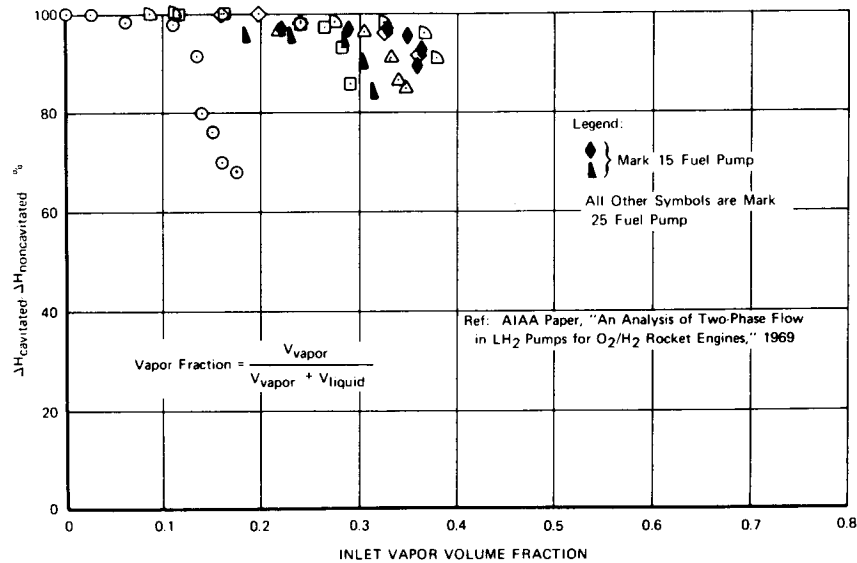 100
80
60
40
20
0
ΔHcavitated/ΔHnoncavitated %
Legend:
Mark 15 Fuel Pump
All Other Symbols are Mark
25 Fuel Pump
Ref: AIAA Paper, "An Analysis of Two-Phase Flow
in LH2 Pumps for O2/H2 Rocket Engines," 1969
Vapor Fraction = Vvapor
Vvapor + Vliquid
0 0.1 0.2 0.3 0.4 0.5 0.6 0.7 0.8
INLET VAPOR VOLUME FRACTION